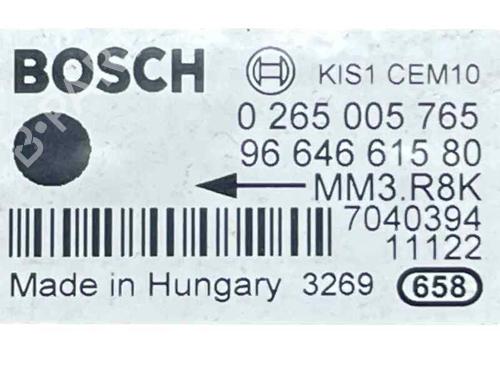 BOSCH KIS1 CEM10
0 265 005 765
96 646 615 80
MM3.R8K
7040394
11122
Made in Hungary 3269 658